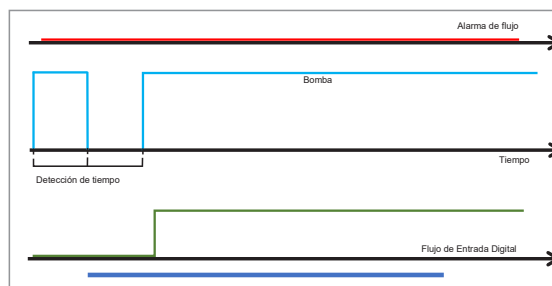 Alarma de flujo
Bomba
Tiempo
Detección de tiempo
Flujo de Entrada Digital